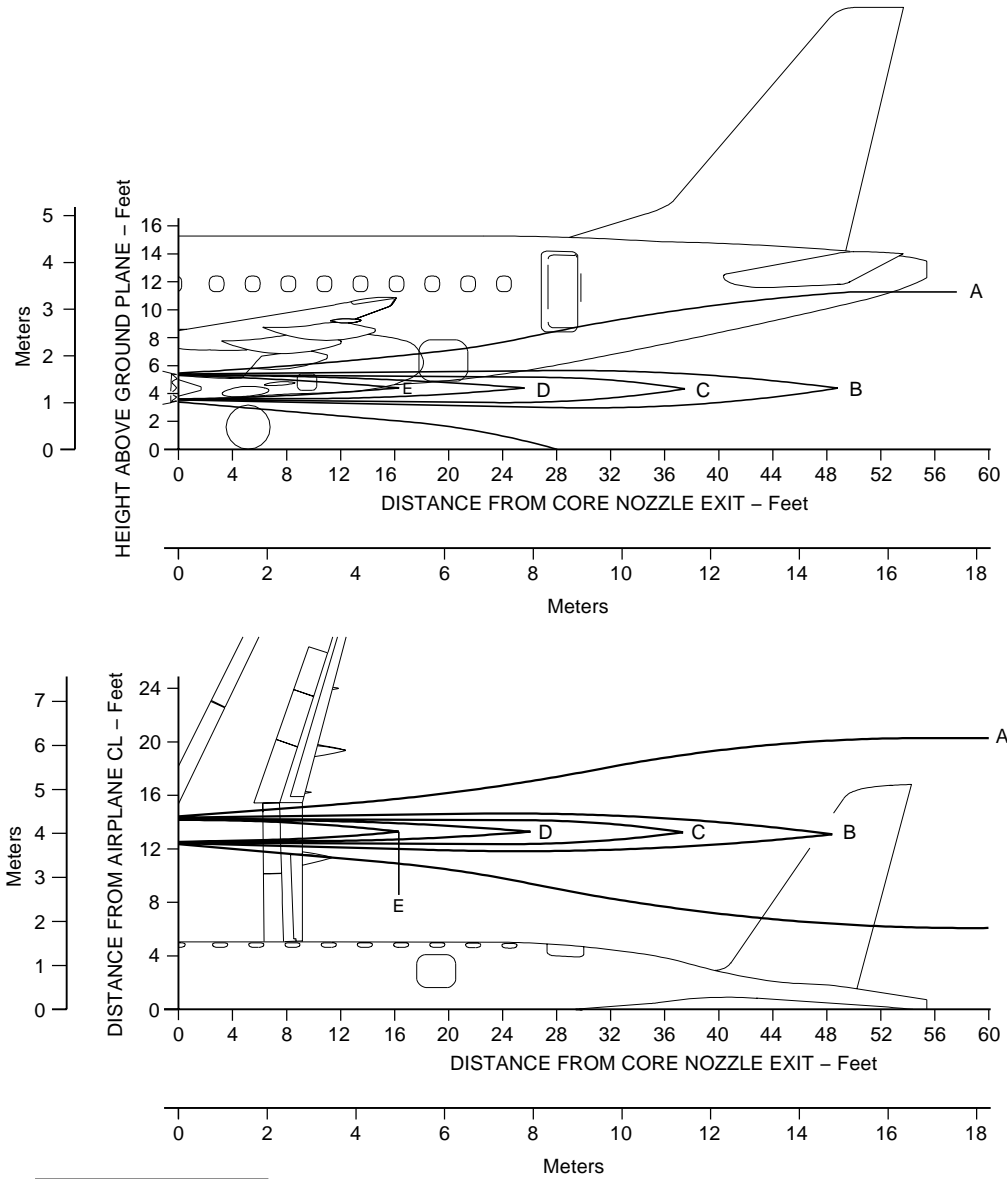 5
4
3
2
1
0
Meters
HEIGHT ABOVE GROUND PLANE – Feet
16
14
12
10
8
6
4
2
0
A
B
C
D
E
0 4 8 12 16 20 24 28 32 36 40 44 48 52 56 60
DISTANCE FROM CORE NOZZLE EXIT – Feet
0 2 4 6 8 10 12 14 16 18
Meters
7
6
5
4
3
2
1
0
Meters
DISTANCE FROM AIRPLANE CL – Feet
24
20
16
12
8
4
0
A
B
C
D
E
0 4 8 12 16 20 24 28 32 36 40 44 48 52 56 60
DISTANCE FROM CORE NOZZLE EXIT – Feet
0 2 4 6 8 10 12 14 16 18
Meters